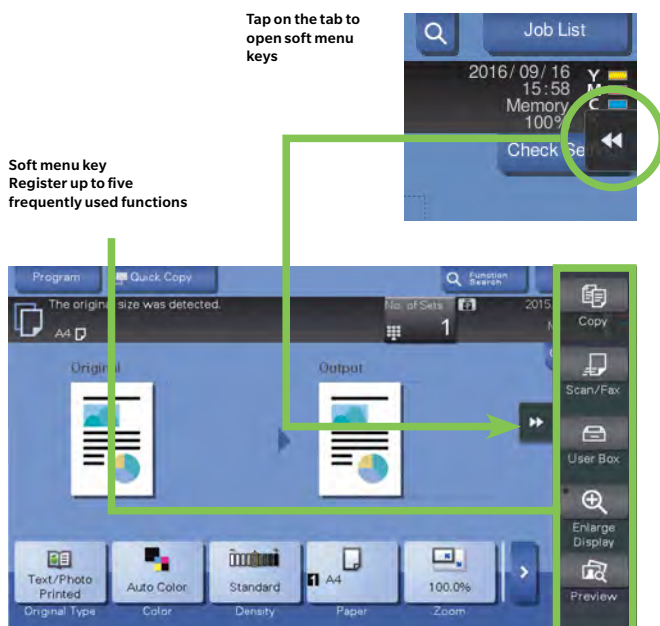 Tap on the tab to
open soft menu
keys
Job List
2016/ 09/ 16
Y
15:58
M
Memory
C
100%
Check Se
Soft menu key
Register up to five
frequently used functions
Program
Quick Copy
Function
Search
The original size was detected.
No. of Sets
2015
A4
1
Copy
Original
Output
Scan/Fax
User Box
Enlarge
Display
Text/Photo
Printed
Auto Color
Standard
1 A4
100.0%
Preview
Original Type
Color
Density
Paper
Zoom